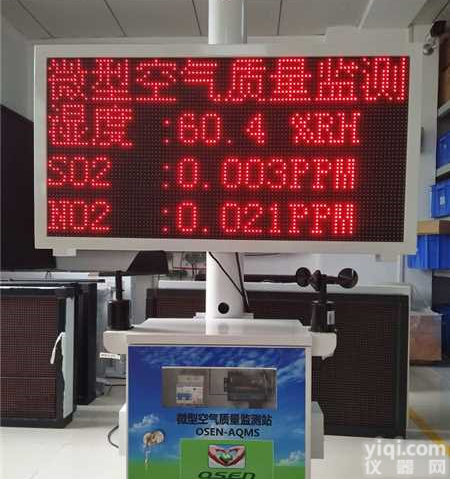 微型空气质量监测
湿度 :60.4 %RH
SO2 :0.003PPM
NO2 :0.021PPM
微型空气质量监测站
OSEN-AQMS
OSEN
yiqi.com
仪器网